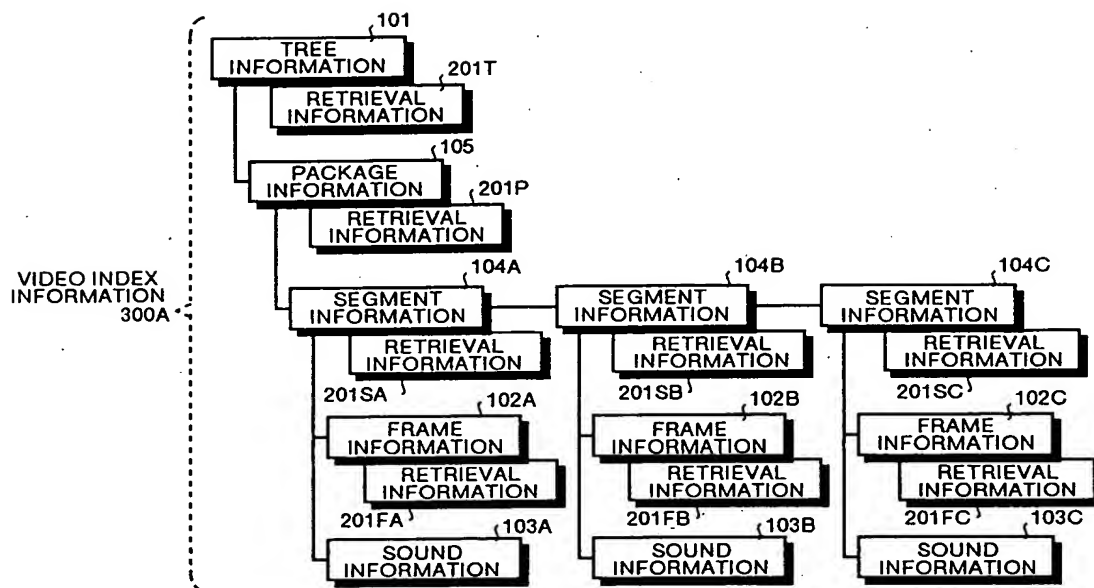 101
TREE
INFORMATION
201T
RETRIEVAL
INFORMATION
105
PACKAGE
INFORMATION
201P
RETRIEVAL
INFORMATION
VIDEO INDEX
INFORMATION
300A
104A
SEGMENT
INFORMATION
104B
SEGMENT
INFORMATION
104C
SEGMENT
INFORMATION
RETRIEVAL
INFORMATION
201SA
RETRIEVAL
INFORMATION
201SB
RETRIEVAL
INFORMATION
201SC
102A
FRAME
INFORMATION
102B
FRAME
INFORMATION
102C
FRAME
INFORMATION
RETRIEVAL
INFORMATION
201FA
RETRIEVAL
INFORMATION
201FB
RETRIEVAL
INFORMATION
201FC
103A
SOUND
INFORMATION
103B
SOUND
INFORMATION
103C
SOUND
INFORMATION